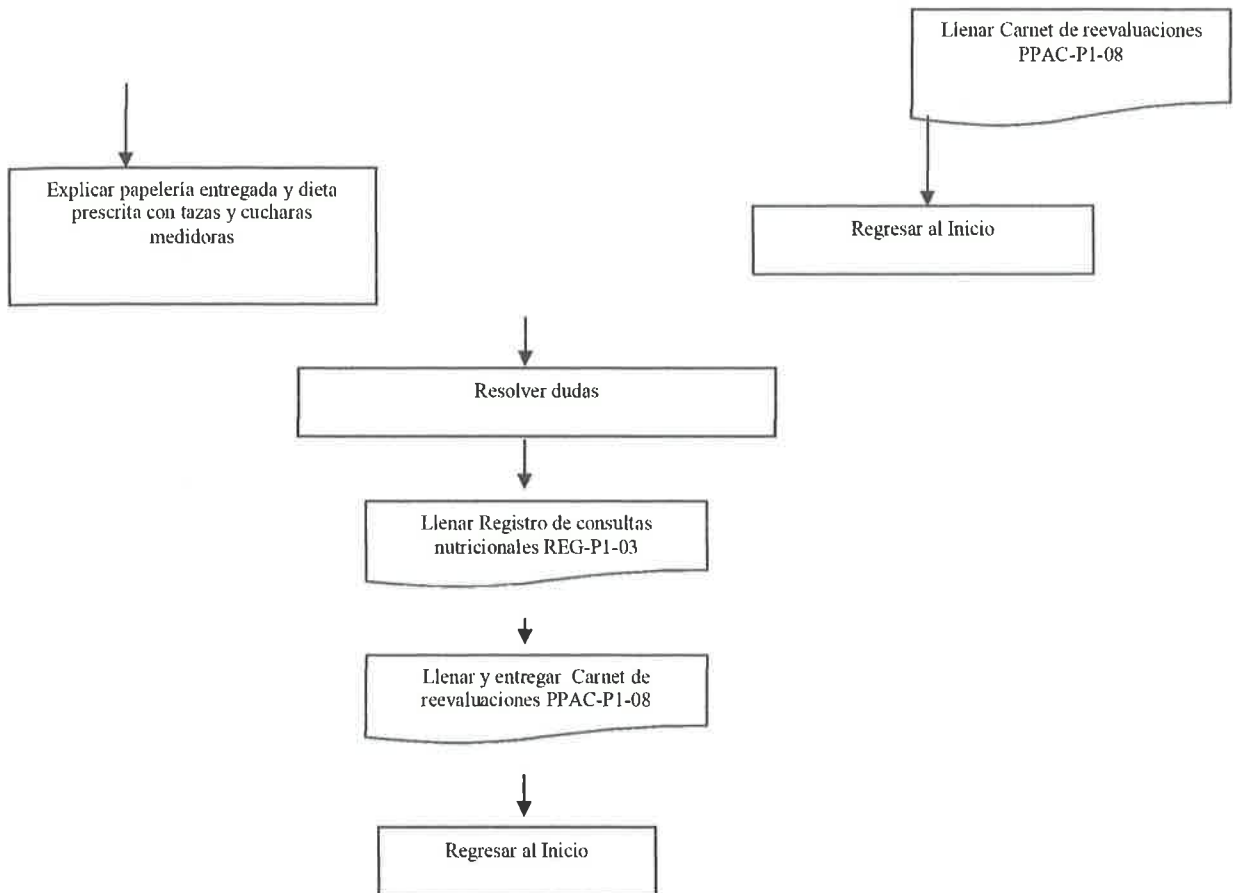 Llenar Carnet de reevaluaciones
PPAC-P1-08
Explicar papelería entregada y dieta
prescrita con tazas y cucharas
medidoras
Regresar al Inicio
Resolver dudas
Llenar Registro de consultas
nutricionales REG-P1-03
Llenar y entregar Carnet de
reevaluaciones PPAC-P1-08
Regresar al Inicio